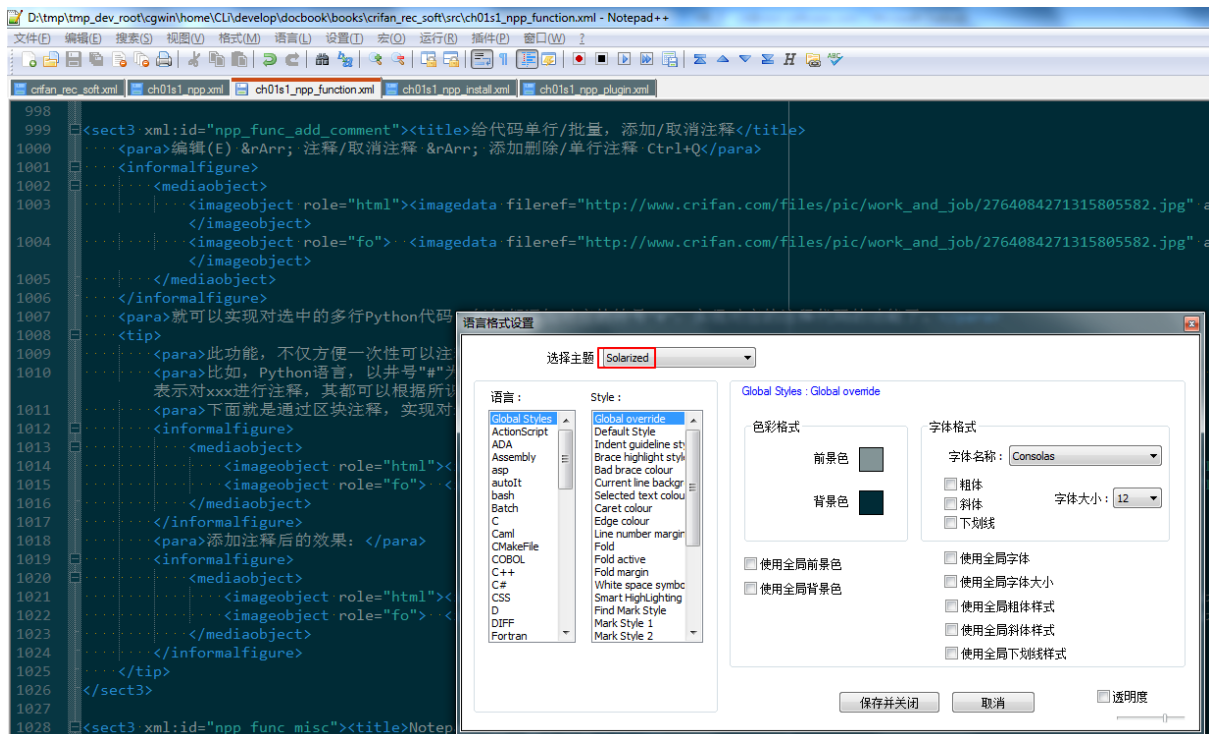 D:\tmp\tmp_dev_root\cgwin\home\CLi\develop\docbook\books\crifan_rec_soft\src\ch01s1_npp_function.xml - Notepad++
文件(F) 编辑(E) 搜索(S) 视图(V) 格式(M) 语言(L) 设置(T) 宏(O) 运行(R) 插件(P) 窗口(W) ?
crifan_rec_soft.xml ch01s1_npp.xml ch01s1_npp_function.xml ch01s1_npp_install.xml ch01s1_npp_plugin.xml
998
999 <sect3 xml:id="npp_func_add_comment"><title>给代码单行/批量，添加/取消注释</title>
1000 <para>编辑(E) &rArr; 注释/取消注释 &rArr; 添加删除/单行注释 Ctrl+Q</para>
1001 <informalfigure>
1002 <mediaobject>
1003 <imageobject role="html"><imagedata fileref="http://www.crifan.com/files/pic/work_and_job/2764084271315805582.jpg" a
</imageobject>
1004 <imageobject role="fo"> <imagedata fileref="http://www.crifan.com/files/pic/work_and_job/2764084271315805582.jpg" a
</imageobject>
1005 </mediaobject>
1006 </informalfigure>
1007 <para>就可以实现对选中的多行Python代码
1008 <tip>
1009 <para>此功能，不仅方便一次性可以注
1010 <para>比如，Python语言，以井号"#"为
表示对xxx进行注释，其都可以根据所
1011 <para>下面就是通过区块注释，实现对
1012 <informalfigure>
1013 <mediaobject>
1014 <imageobject role="html"><
1015 <imageobject role="fo"> <
1016 </mediaobject>
1017 </informalfigure>
1018 <para>添加注释后的效果：</para>
1019 <informalfigure>
1020 <mediaobject>
1021 <imageobject role="html"><
1022 <imageobject role="fo"> <
1023 </mediaobject>
1024 </informalfigure>
1025 </tip>
1026 </sect3>
1027
1028 <sect3 xml:id="npp_func_misc"><title>Notep
语言格式设置
选择主题 Solarized
语言：
Global Styles
ActionScript
ADA
Assembly
asp
autoIt
bash
Batch
C
Caml
CMakeFile
COBOL
C++
C#
CSS
D
DIFF
Fortran
Style：
Global override
Default Style
Indent guideline sty
Brace highlight style
Bad brace colour
Current line backgr
Selected text colou
Caret colour
Edge colour
Line number margin
Fold
Fold active
Fold margin
White space symbo
Smart HighLighting
Find Mark Style
Mark Style 1
Mark Style 2
Global Styles : Global override
色彩格式
前景色
背景色
字体格式
字体名称： Consolas
粗体
斜体
下划线
字体大小： 12
使用全局前景色
使用全局背景色
使用全局字体
使用全局字体大小
使用全局粗体样式
使用全局斜体样式
使用全局下划线样式
保存并关闭 取消 透明度